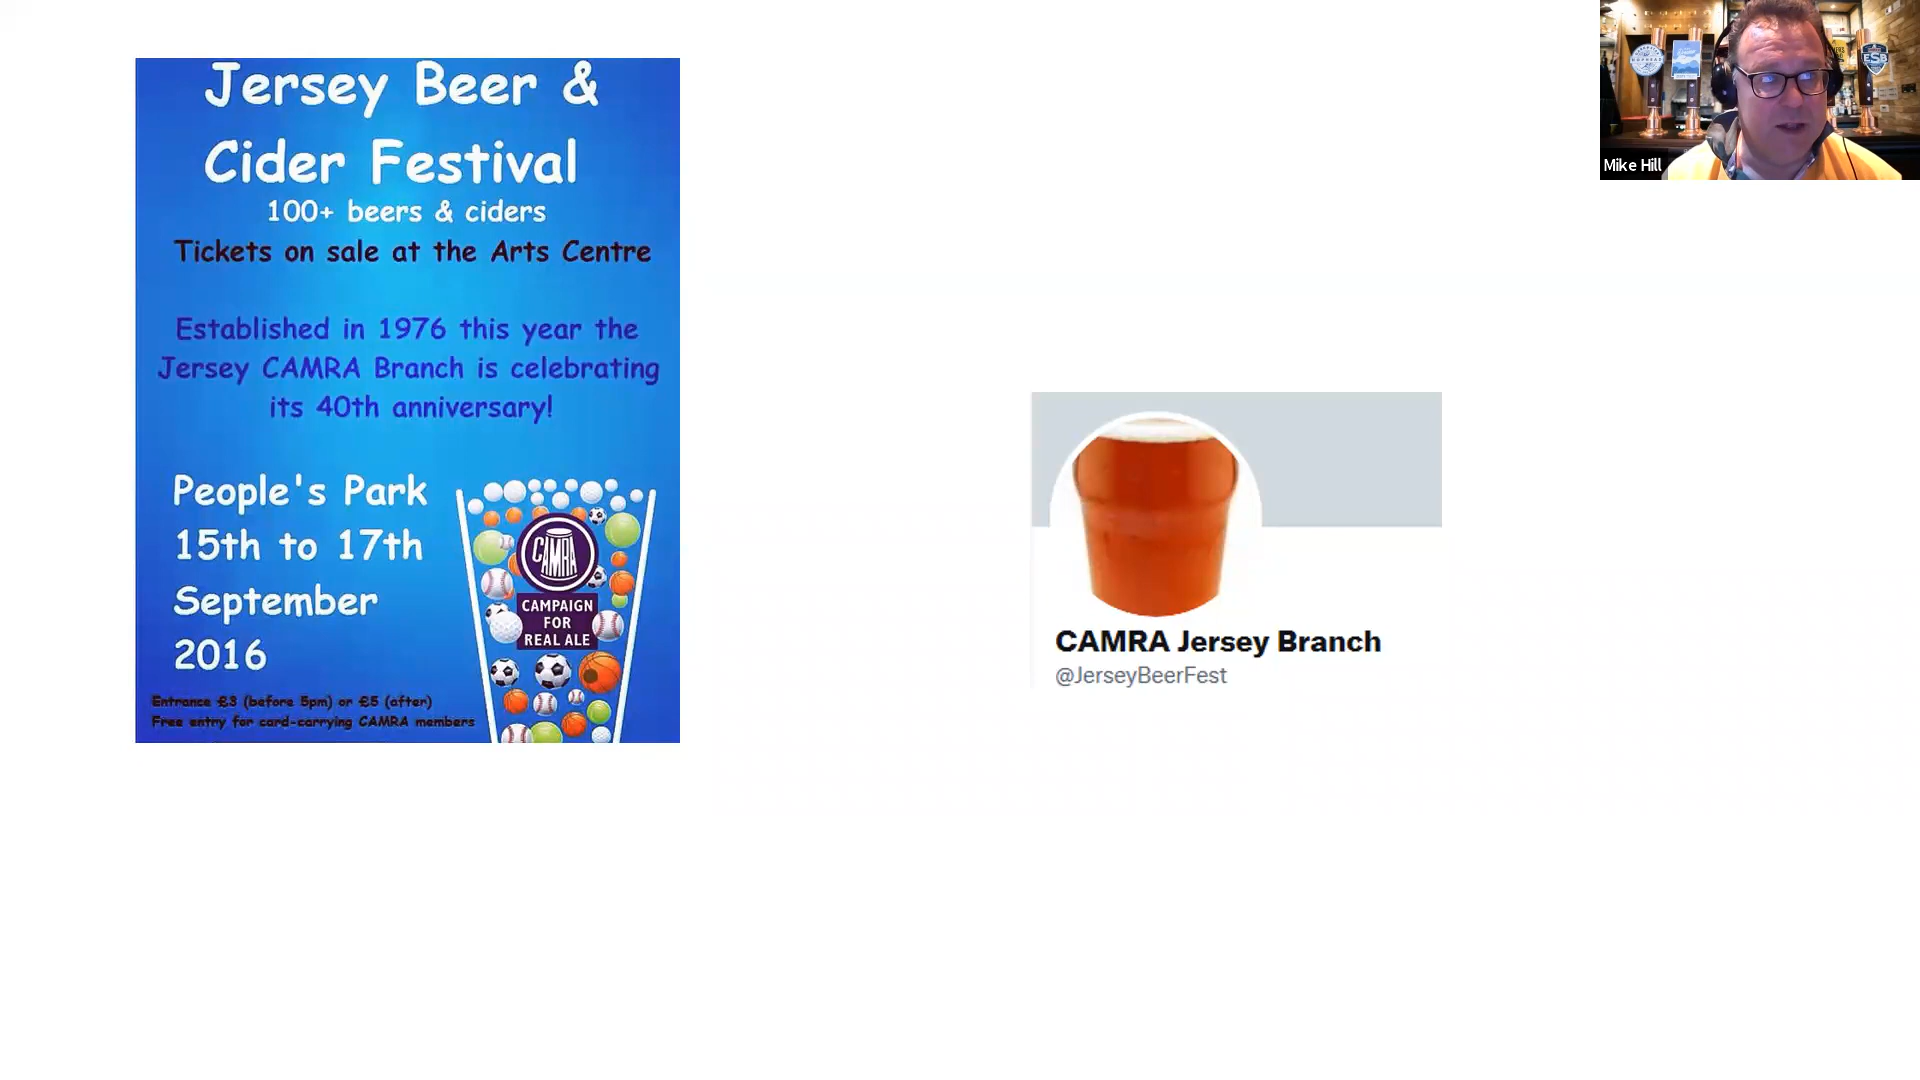 Jersey Beer &
Cider Festival
100+ beers & ciders
Tickets on sale at the Arts Centre
Established in 1976 this year the
Jersey CAMRA Branch is celebrating
its 40th anniversary!
People's Park
15th to 17th
September
2016
CAMRA
CAMPAIGN
FOR
REAL ALE
Entrance £3 (before 5pm) or £5 (after)
Free entry for card-carrying CAMRA members
CAMRA Jersey Branch
@JerseyBeerFest
ESB
Mike Hill